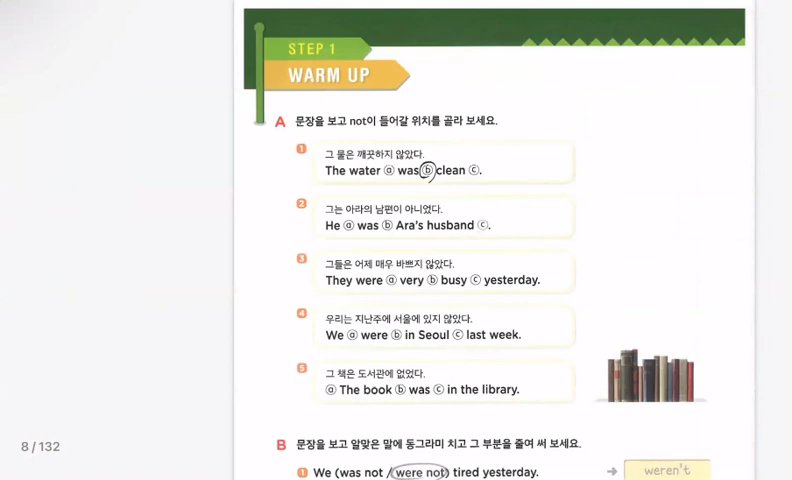 STEP 1
WARM UP
A 문장을 보고 not이 들어갈 위치를 골라 보세요.
1 그 물은 깨끗하지 않았다.
The water ⓐ was ⓑ clean ⓒ.
2 그는 아라의 남편이 아니었다.
He ⓐ was ⓑ Ara's husband ⓒ.
3 그들은 어제 매우 바쁘지 않았다.
They were ⓐ very ⓑ busy ⓒ yesterday.
4 우리는 지난주에 서울에 있지 않았다.
We ⓐ were ⓑ in Seoul ⓒ last week.
5 그 책은 도서관에 없었다.
ⓐ The book ⓑ was ⓒ in the library.
8 / 132
B 문장을 보고 알맞은 말에 동그라미 치고 그 부분을 줄여 써 보세요.
1 We (was not / were not) tired yesterday. → weren't